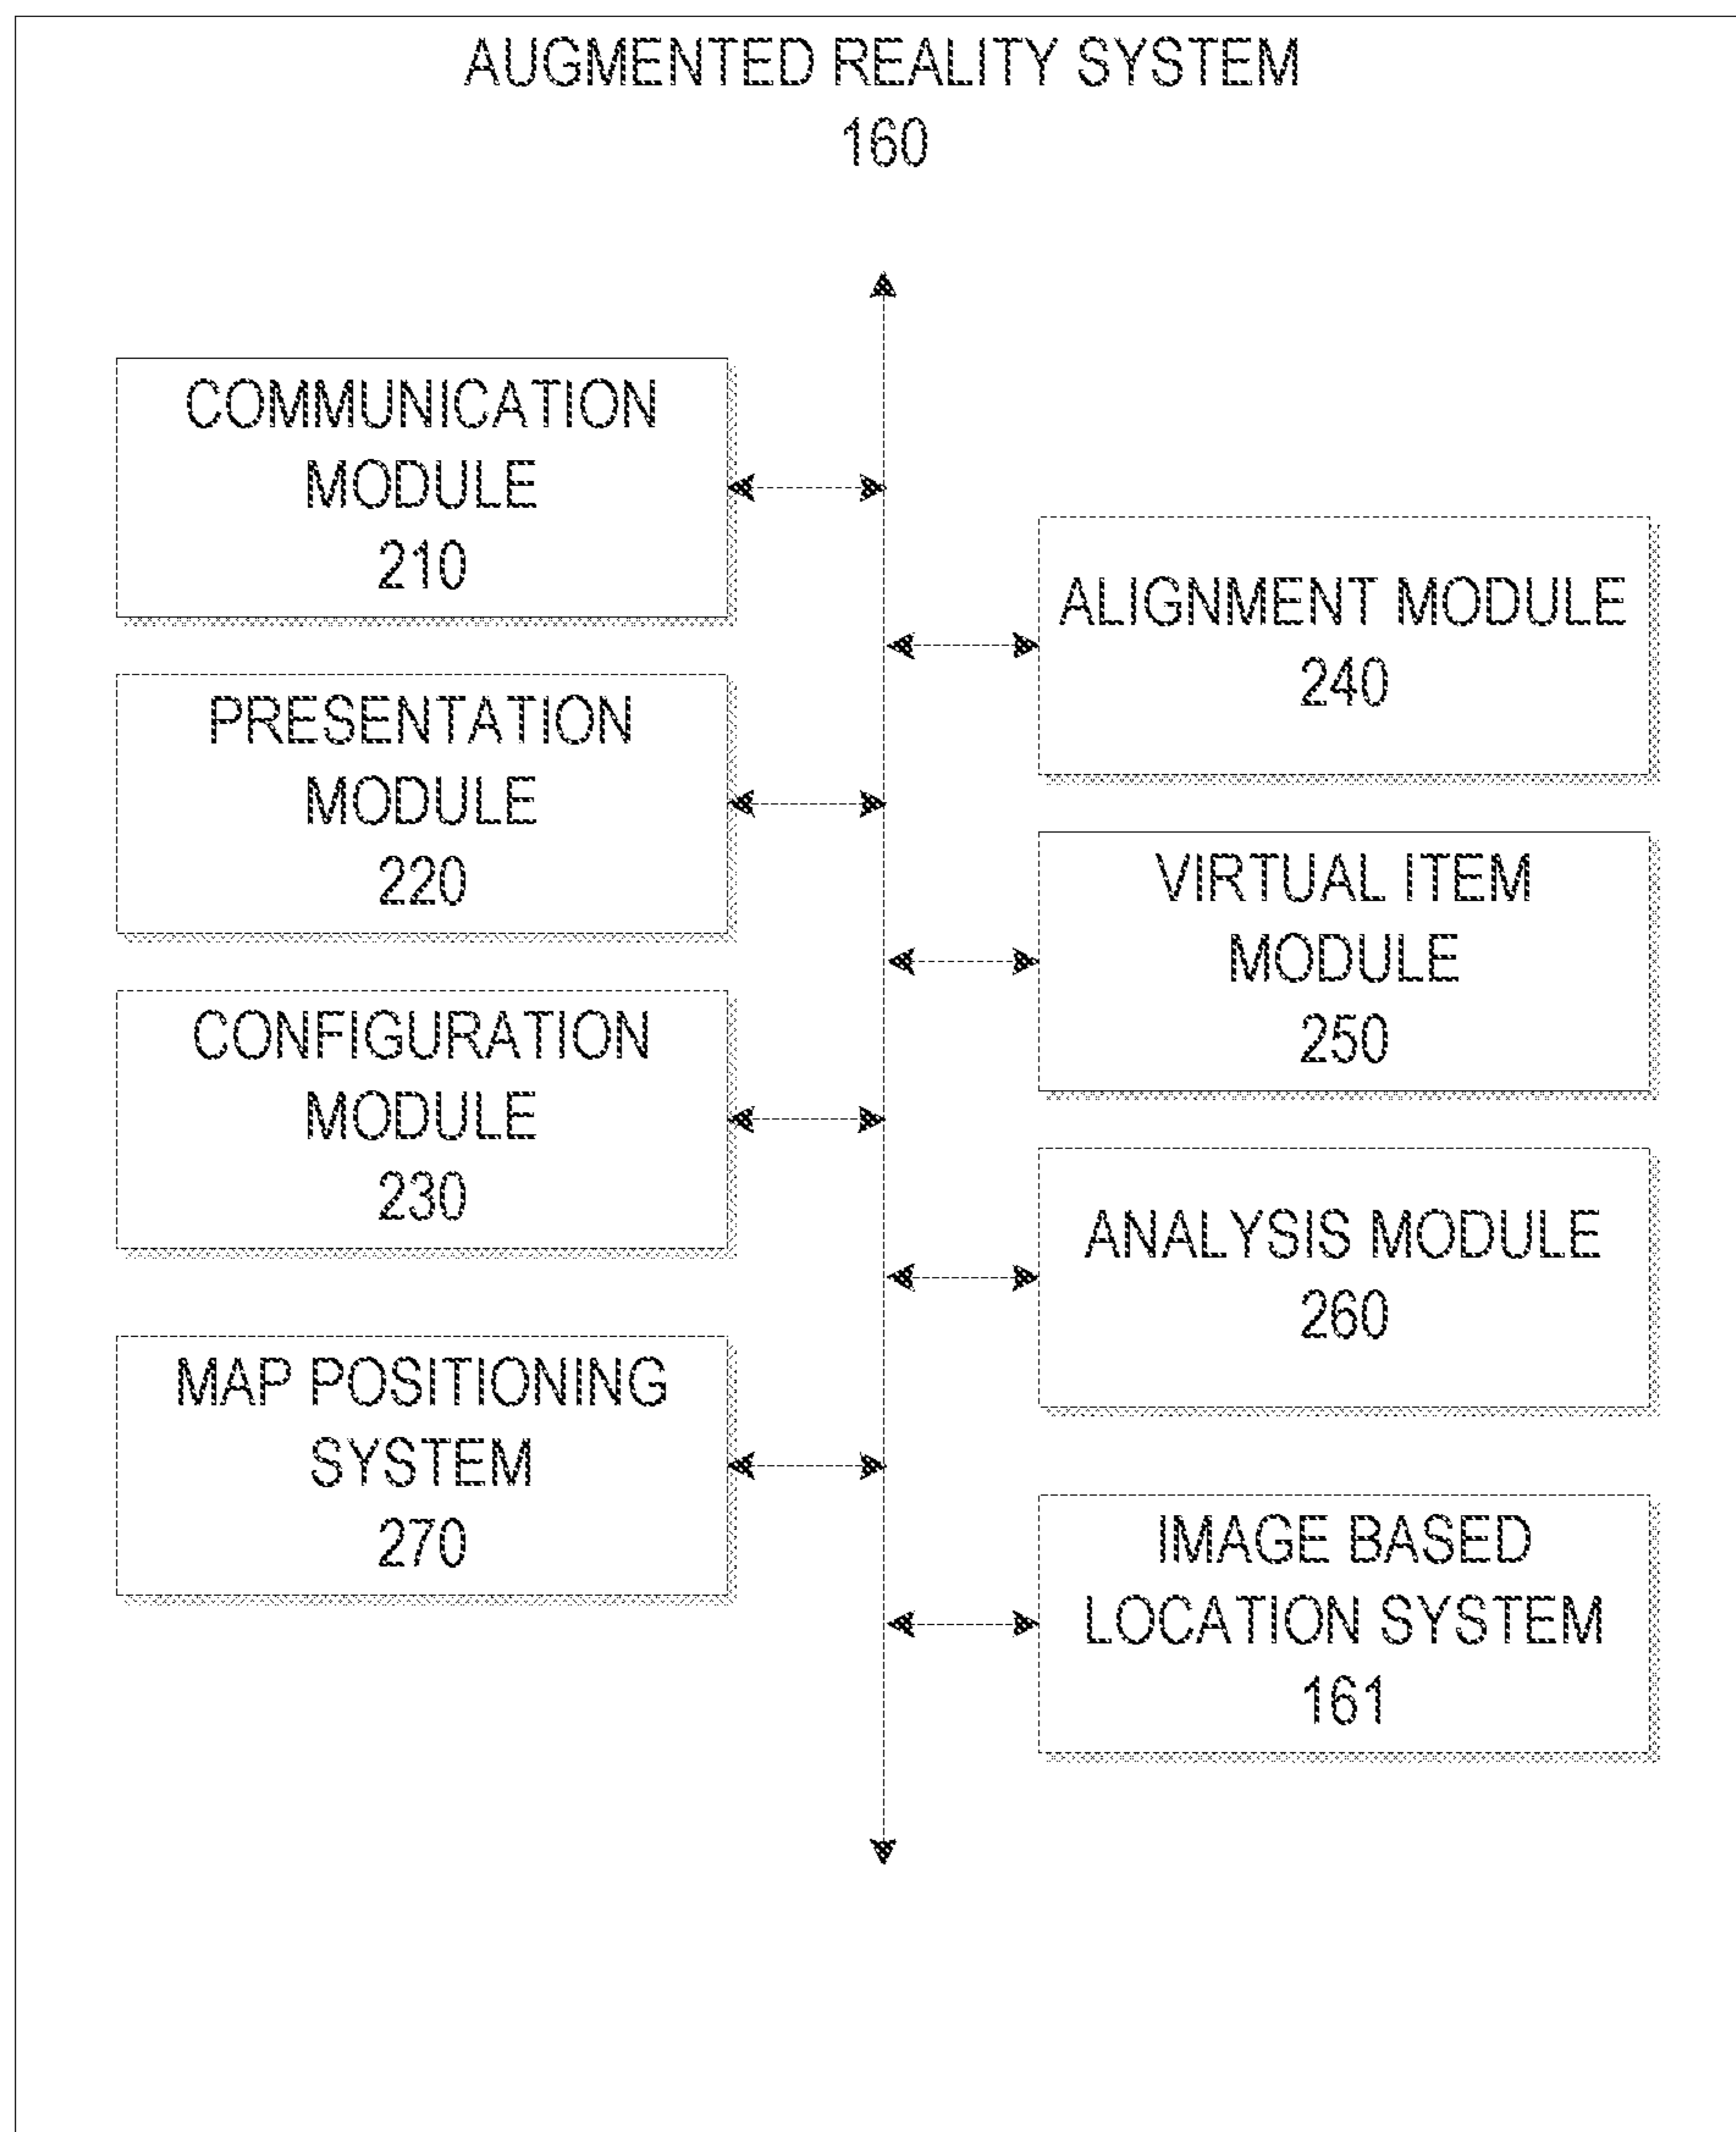 AUGMENTED REALITY SYSTEM
160
COMMUNICATION
MODULE
210
PRESENTATION
MODULE
220
CONFIGURATION
MODULE
230
MAP POSITIONING
SYSTEM
270
ALIGNMENT MODULE
240
VIRTUAL ITEM
MODULE
250
ANALYSIS MODULE
260
IMAGE BASED
LOCATION SYSTEM
161